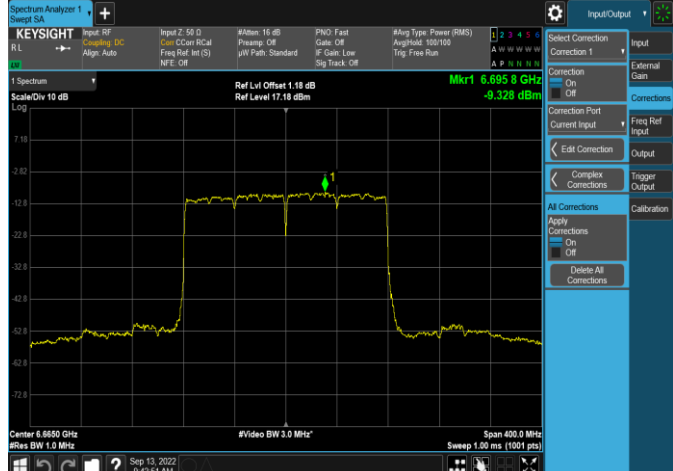 Spectrum Analyzer 1
Swept SA
+
Input/Output
KEYSIGHT
RL
Input: RF
Coupling: DC
Align: Auto
Input Z: 50 Ω
Corr CCorr RCal
Freq Ref: Int (S)
NFE: Off
#Atten: 16 dB
Preamp: Off
µW Path: Standard
PNO: Fast
Gate: Off
IF Gain: Low
Sig Track: Off
#Avg Type: Power (RMS)
Avg|Hold: 100/100
Trig: Free Run
1 2 3 4 5 6
A W W W W W
A P N N N N
1 Spectrum
Scale/Div 10 dB
Log
Ref Lvl Offset 1.18 dB
Ref Level 17.18 dBm
Mkr1 6.695 8 GHz
-9.328 dBm
7.18
-2.82
-12.8
-22.8
-32.8
-42.8
-52.8
-62.8
-72.8
1
Center 6.6650 GHz
#Res BW 1.0 MHz
#Video BW 3.0 MHz*
Span 400.0 MHz
Sweep 1.00 ms (1001 pts)
Select Correction
Correction 1
Correction
On
Off
Correction Port
Current Input
Edit Correction
Complex
Corrections
All Corrections
Apply
Corrections
On
Off
Delete All
Corrections
Input
External
Gain
Corrections
Freq Ref
Input
Output
Trigger
Output
Calibration
?
Sep 13, 2022